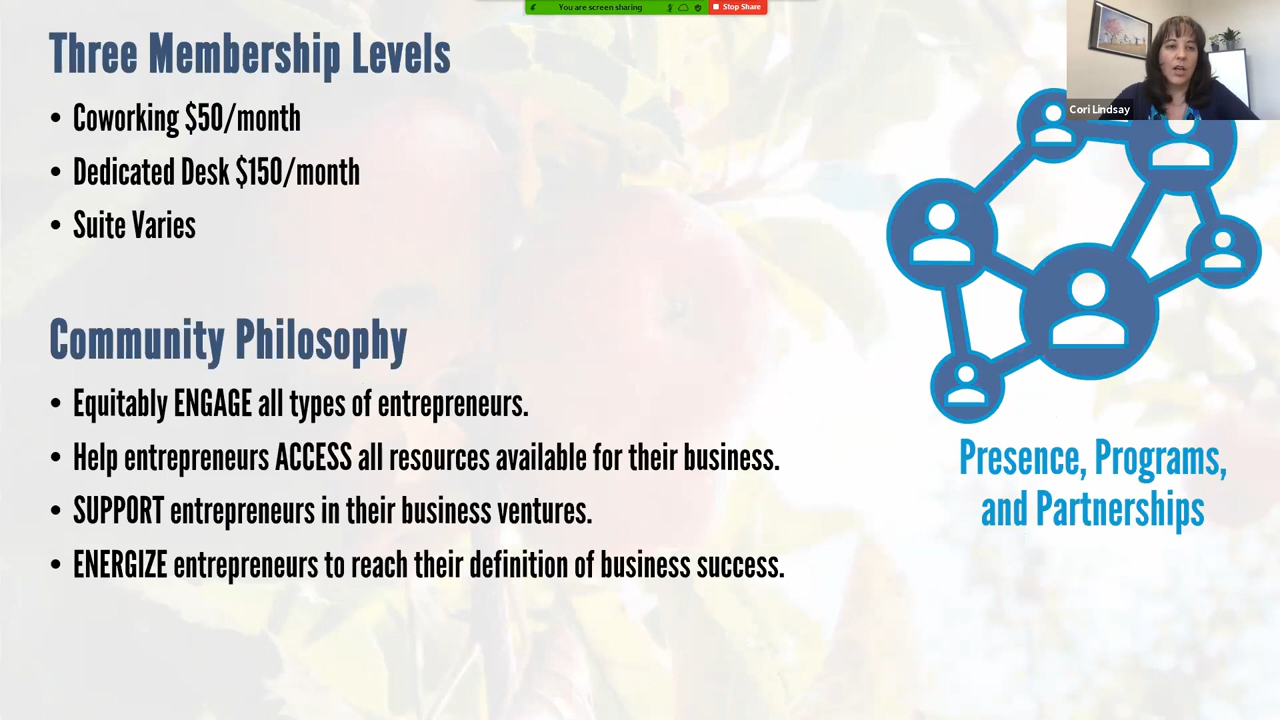 You are screen sharing
Stop Share
Three Membership Levels
• Coworking $50/month
• Dedicated Desk $150/month
• Suite Varies
Cori Lindsay
Community Philosophy
• Equitably ENGAGE all types of entrepreneurs.
• Help entrepreneurs ACCESS all resources available for their business.
• SUPPORT entrepreneurs in their business ventures.
• ENERGIZE entrepreneurs to reach their definition of business success.
Presence, Programs,
and Partnerships